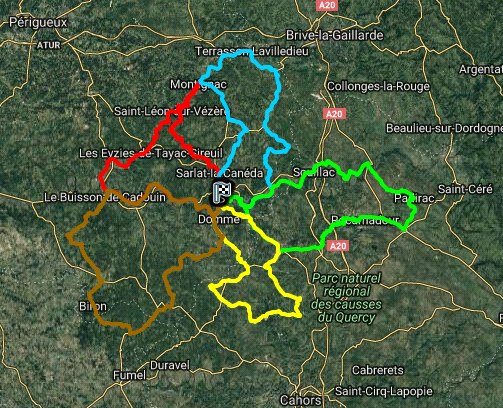 A20
Périgueux
Brive-la-Gaillarde
ATUR
Terrasson-Lavilledieu
Argentat
Montignac
Collonges-la-Rouge
Saint-Léon-sur-Vézère
A20
Beaulieu-sur-Dordogne
Les Eyzies-de-Tayac-Sireuil
Sarlat-la-Canéda
Souillac
Saint-Céré
Le Buisson-de-Cadouin
Padirac
Domme
Rocamadour
A20
Parc naturel
régional
des causses
du Quercy
Biron
Duravel
Fumel
Cabrerets
Saint-Cirq-Lapopie
Cahors